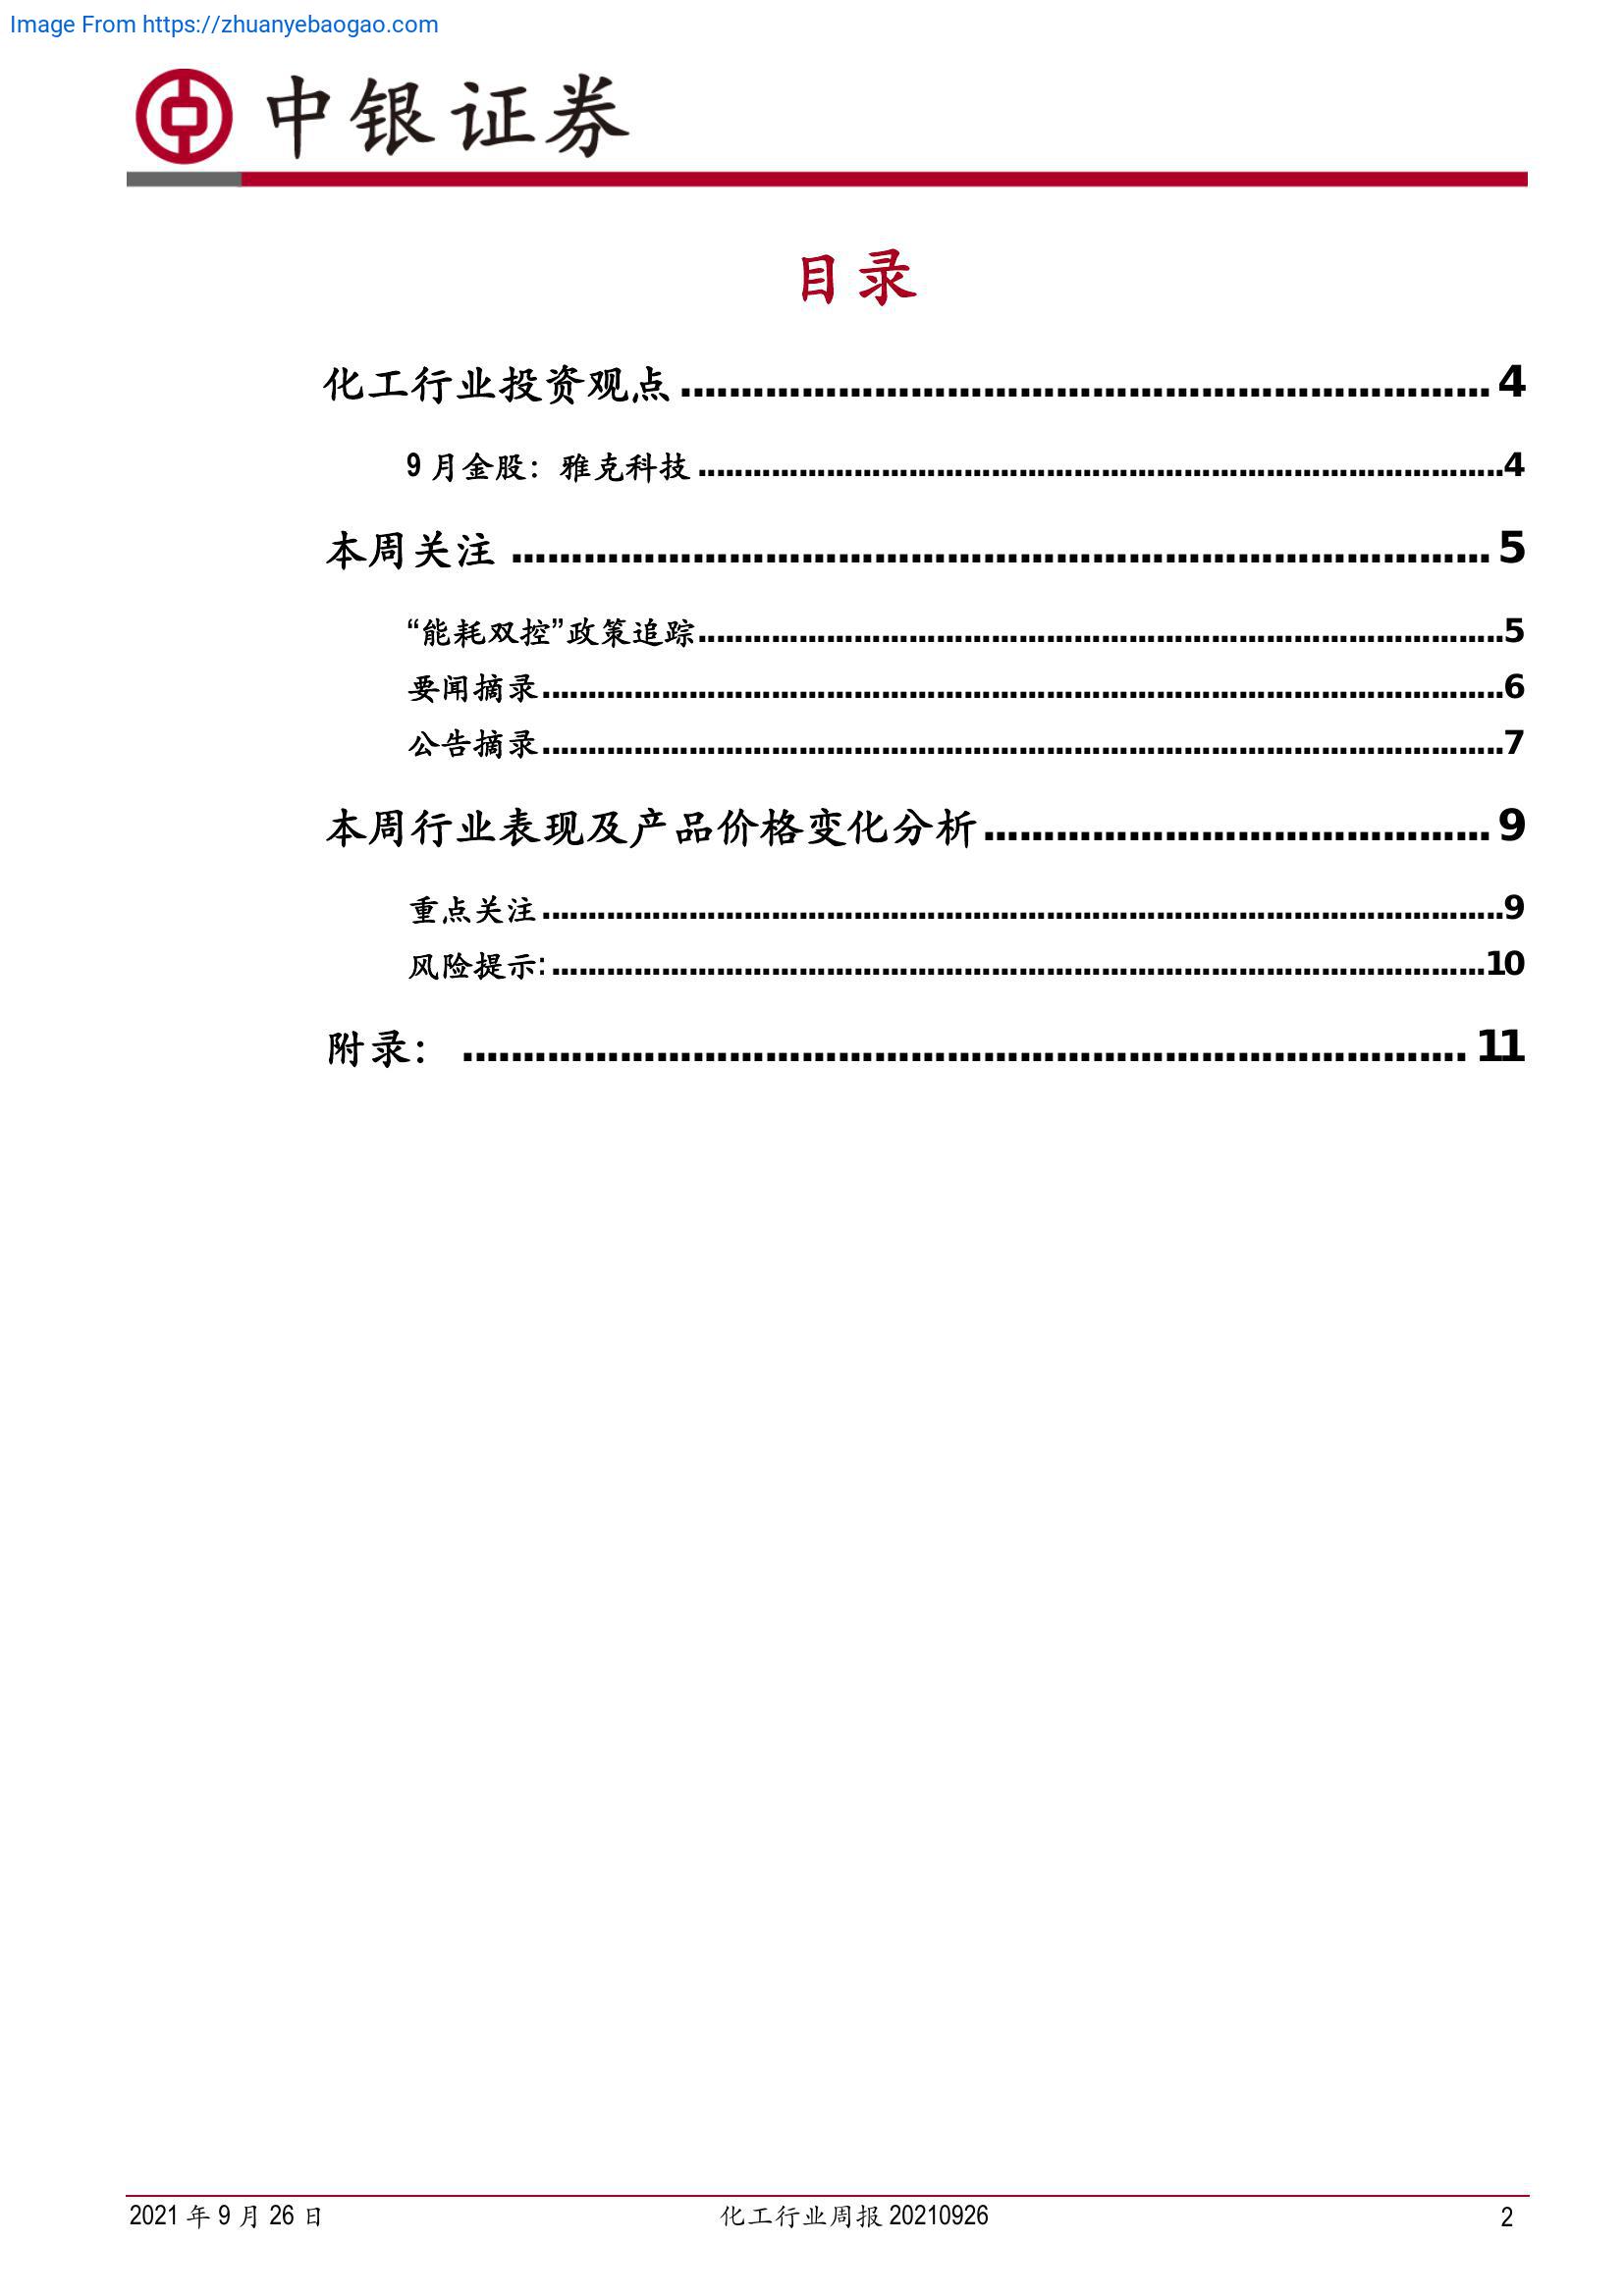 Image From https://zhuanyebaogao.com
中银证券
目录
化工行业投资观点 ........................................................................ 4
9 月金股：雅克科技 ........................................................................................4
本周关注 ........................................................................................ 5
“能耗双控”政策追踪........................................................................................5
要闻摘录.........................................................................................................6
公告摘录.........................................................................................................7
本周行业表现及产品价格变化分析............................................. 9
重点关注.........................................................................................................9
风险提示:......................................................................................................10
附录： ......................................................................................... 11
2021 年 9 月 26 日
化工行业周报 20210926
2